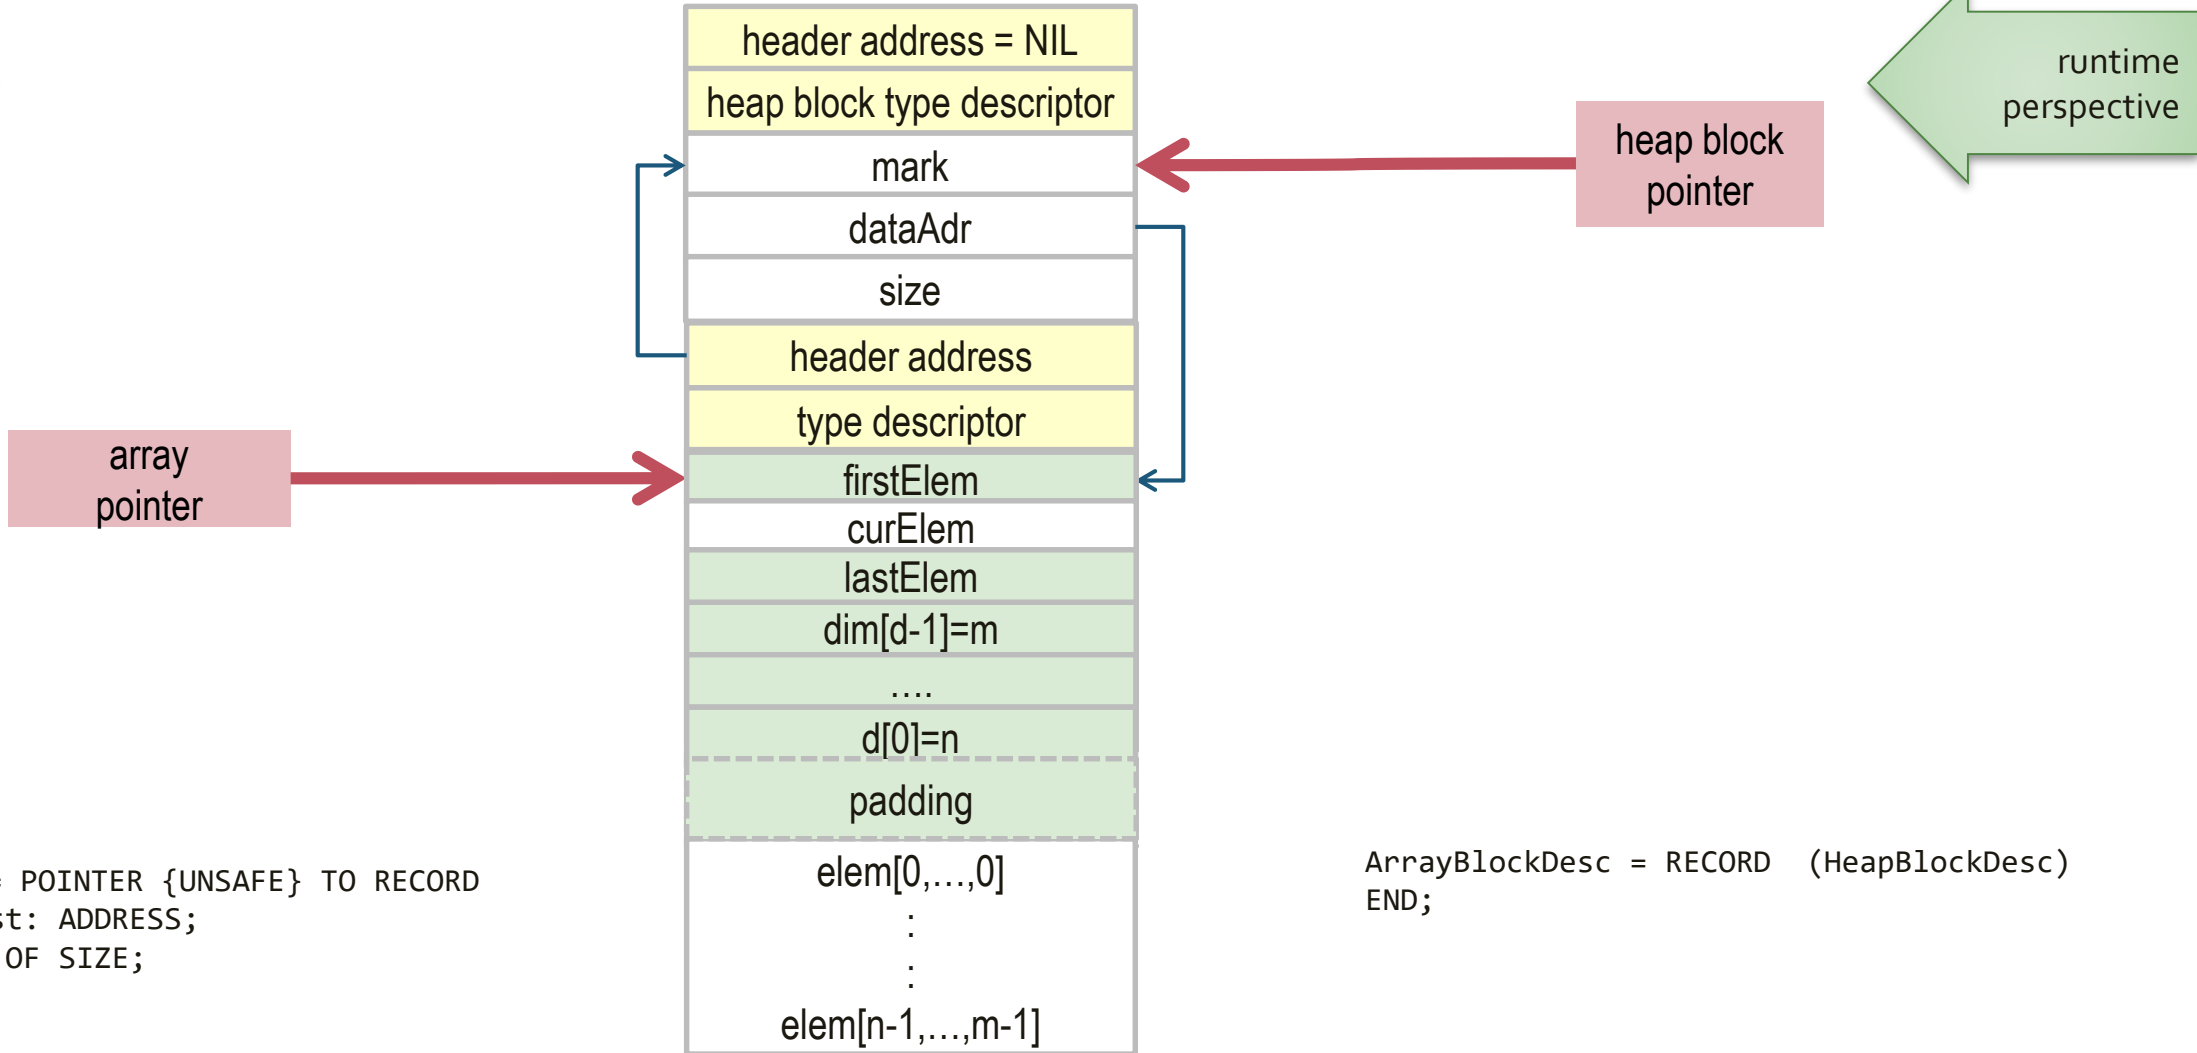 header address = NIL
heap block type descriptor
mark
dataAdr
size
header address
type descriptor
firstElem
curElem
lastElem
dim[d-1]=m
….
d[0]=n
padding
elem[0,…,0]
:
:
elem[n-1,…,m-1]
runtime
perspective
heap block
pointer
array
pointer
= POINTER {UNSAFE} TO RECORD
st: ADDRESS;
OF SIZE;
ArrayBlockDesc = RECORD (HeapBlockDesc)
END;